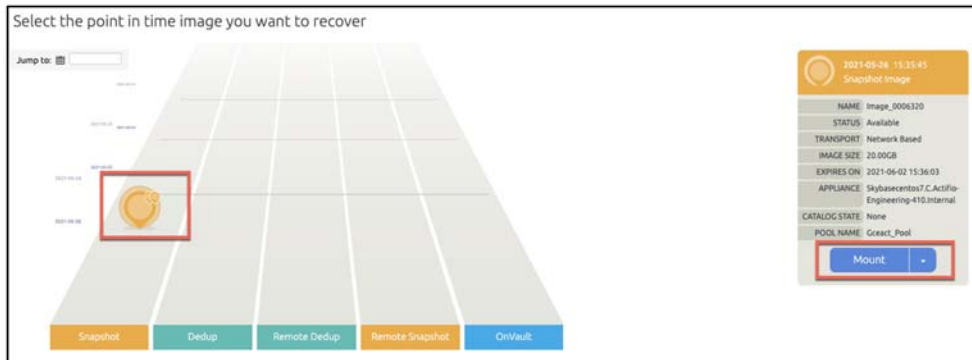 Select the point in time image you want to recover
Jump to:
2021-05-26 15:35:45
Snapshot Image
NAME Image_0006320
STATUS Available
TRANSPORT Network Based
IMAGE SIZE 20.00GB
EXPIRES ON 2021-06-02 15:36:03
APPLIANCE Skybasecentos7.C.Actifio-
Engineering-410.Internal
CATALOG STATE None
POOL NAME Gceact_Pool
Mount
Snapshot Dedup Remote Dedup Remote Snapshot OnVault